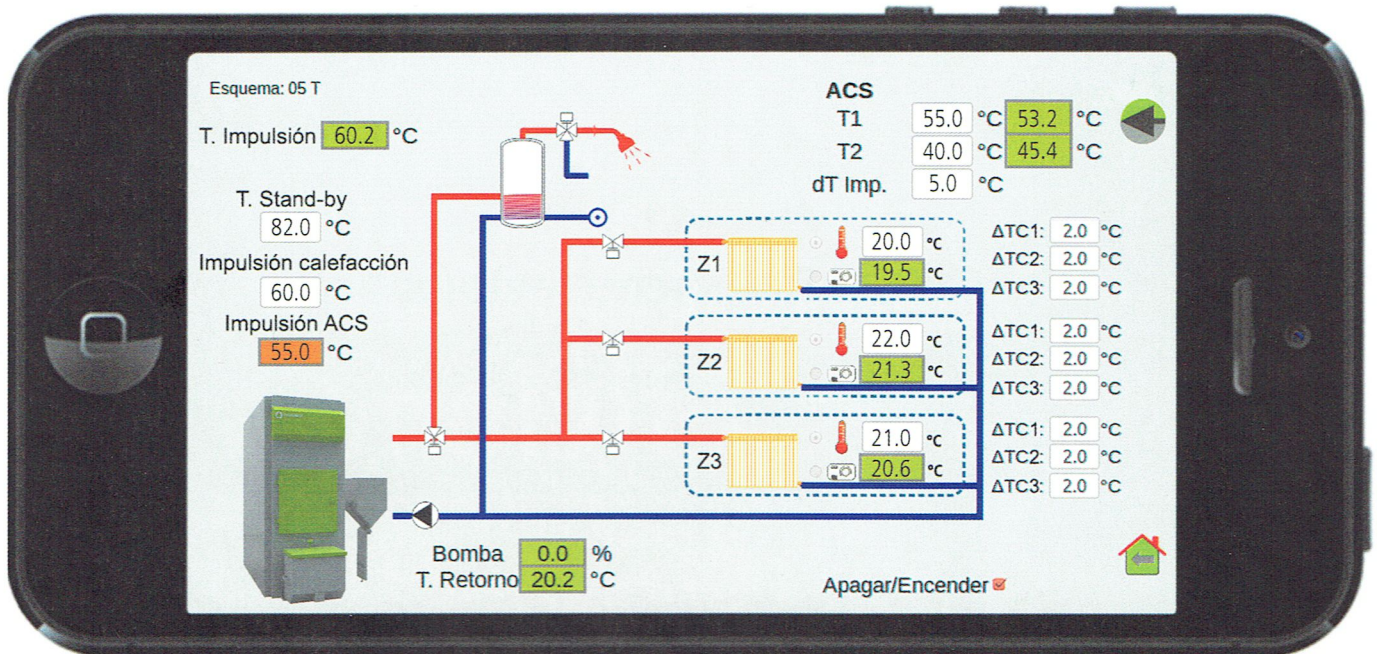 Esquema: 05 T
T. Impulsión 60.2 °C
T. Stand-by
82.0 °C
Impulsión calefacción
60.0 °C
Impulsión ACS
55.0 °C
ACS
T1 55.0 °C 53.2 °C
T2 40.0 °C 45.4 °C
dT Imp. 5.0 °C
Z1
20.0 °C
19.5 °C
ΔTC1: 2.0 °C
ΔTC2: 2.0 °C
ΔTC3: 2.0 °C
Z2
22.0 °C
21.3 °C
ΔTC1: 2.0 °C
ΔTC2: 2.0 °C
ΔTC3: 2.0 °C
Z3
21.0 °C
20.6 °C
ΔTC1: 2.0 °C
ΔTC2: 2.0 °C
ΔTC3: 2.0 °C
Bomba 0.0 %
T. Retorno 20.2 °C
Apagar/Encender